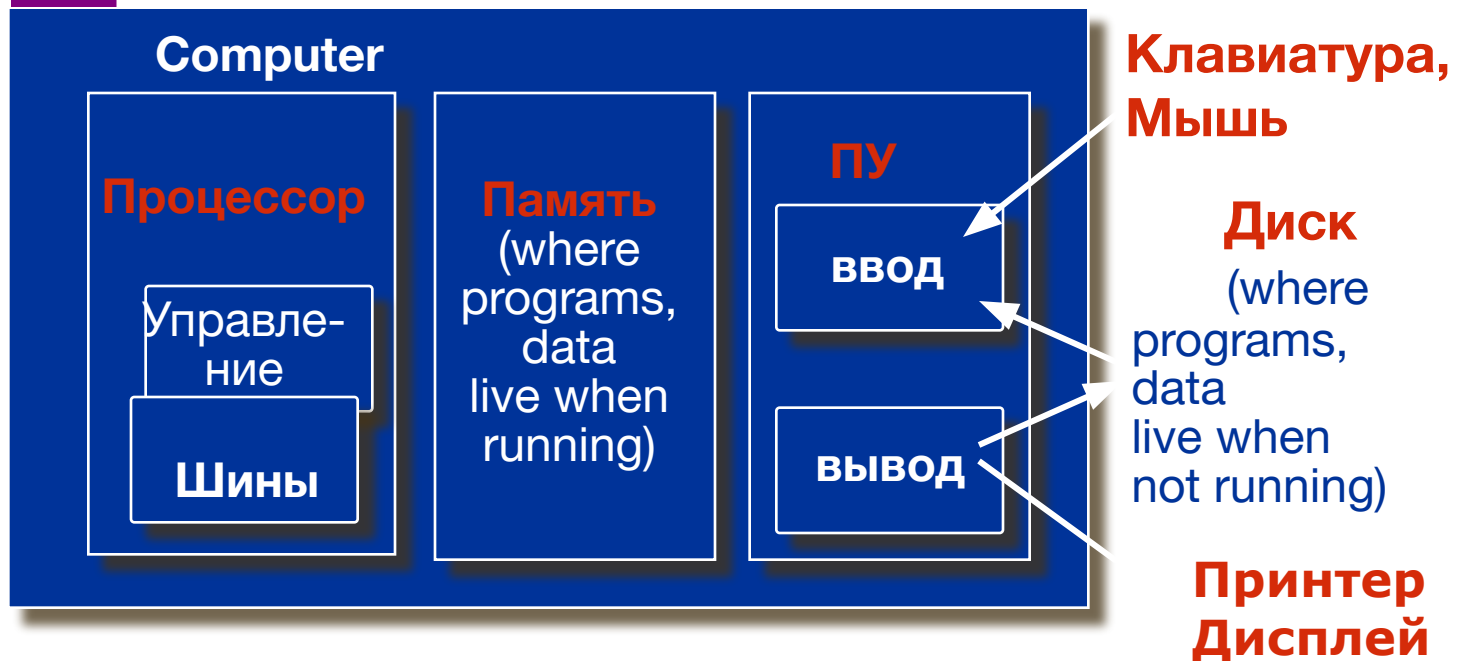 Computer
Процессор
Управле-
ние
Шины
Память
(where
programs,
data
live when
running)
ПУ
ввод
вывод
Клавиатура,
Мышь
Диск
(where
programs,
data
live when
not running)
Принтер
Дисплей